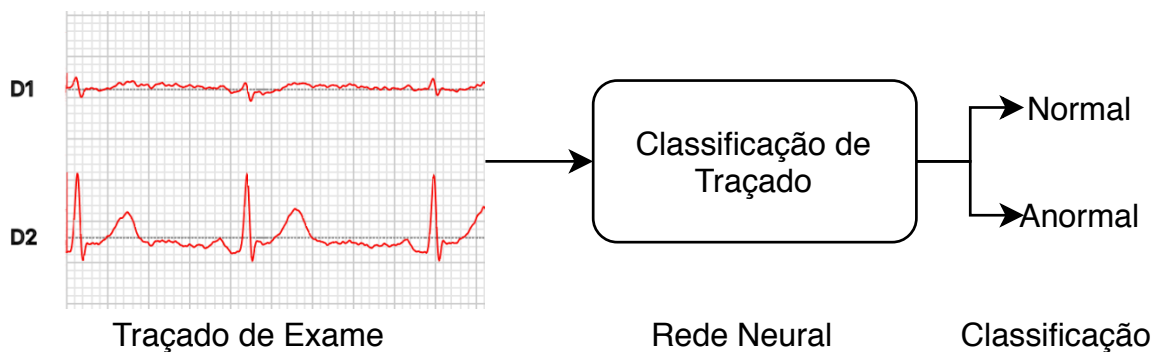 D1
D2
Classificação de
Traçado
Normal
Anormal
Traçado de Exame
Rede Neural
Classificação